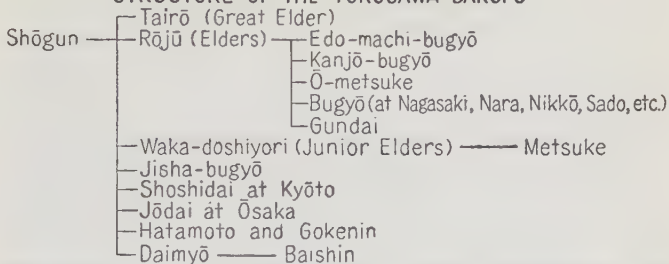 STRUCTURE OF THE TOKUGAWA BAKUFU
Tairō (Great Elder)
Shōgun Rōjū (Elders) Edo-machi-bugyō
Kanjō-bugyō
Ō-metsuke
Bugyō (at Nagasaki, Nara, Nikkō, Sado, etc.)
Gundai
Waka-doshiyori (Junior Elders) Metsuke
Jisha-bugyō
Shoshidai at Kyōto
Jōdai at Ōsaka
Hatamoto and Gokenin
Daimyō Baishin